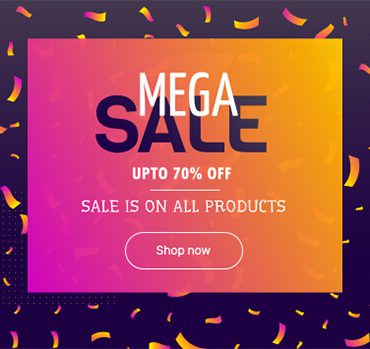 MEGA
SALE
UPTO 70% OFF
SALE IS ON ALL PRODUCTS
Shop now